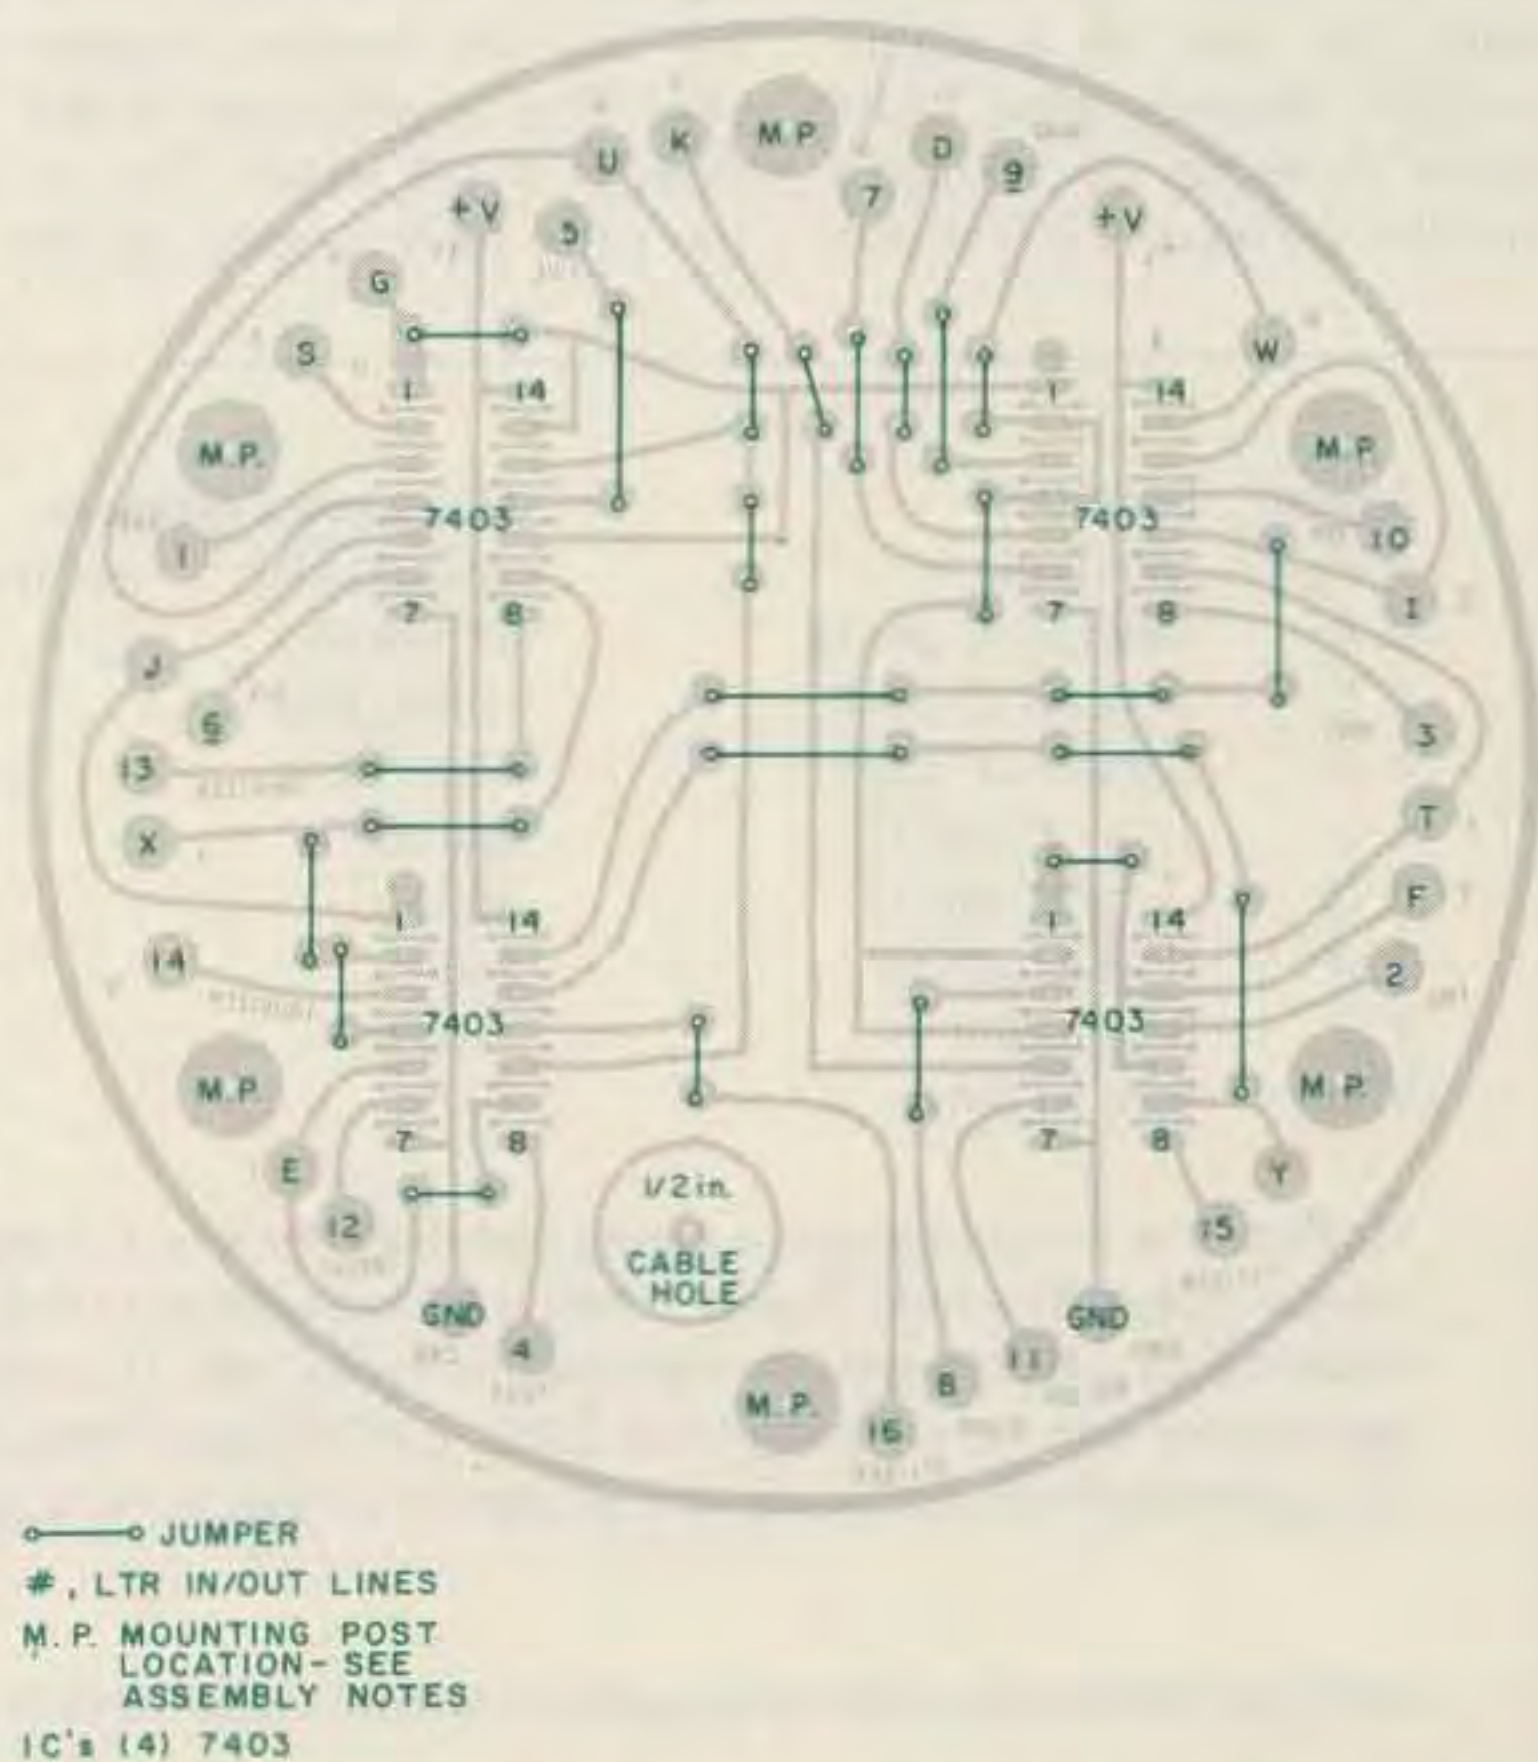 U
K
M.P.
7
D
9
+V
5
+V
G
S
W
1
14
1
14
M.P.
M.P.
7403
7403
1
10
I
7
8
7
8
J
6
3
13
T
X
F
1
14
1
14
14
2
7403
7403
M.P.
M.P.
7
8
7
8
E
Y
12
1/2 in.
CABLE
HOLE
15
GND
GND
4
11
B
M.P.
16
JUMPER
#, LTR IN/OUT LINES
M.P. MOUNTING POST
LOCATION - SEE
ASSEMBLY NOTES
IC's (4) 7403